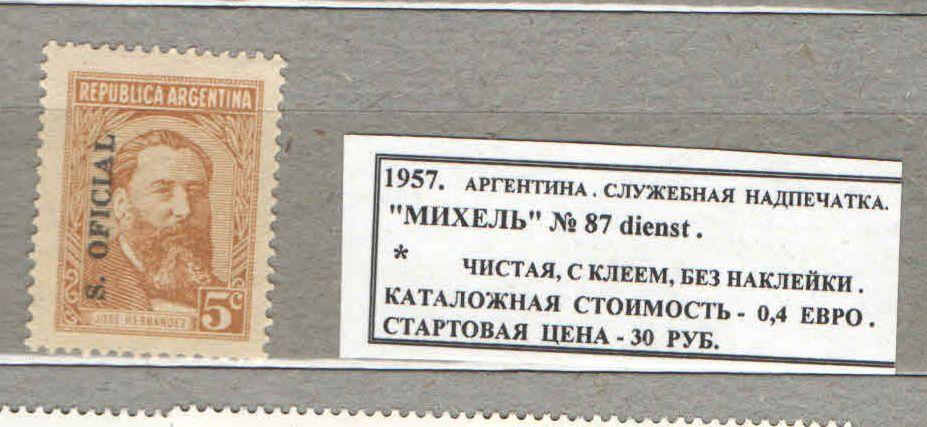 REPUBLICA ARGENTINA
S. OFICIAL
JOSE HERNANDEZ
5c
1957. АРГЕНТИНА. СЛУЖЕБНАЯ НАДПЕЧАТКА.
"МИХЕЛЬ" № 87 dienst.
* ЧИСТАЯ, С КЛЕЕМ, БЕЗ НАКЛЕЙКИ.
КАТАЛОЖНАЯ СТОИМОСТЬ - 0,4 ЕВРО.
СТАРТОВАЯ ЦЕНА - 30 РУБ.